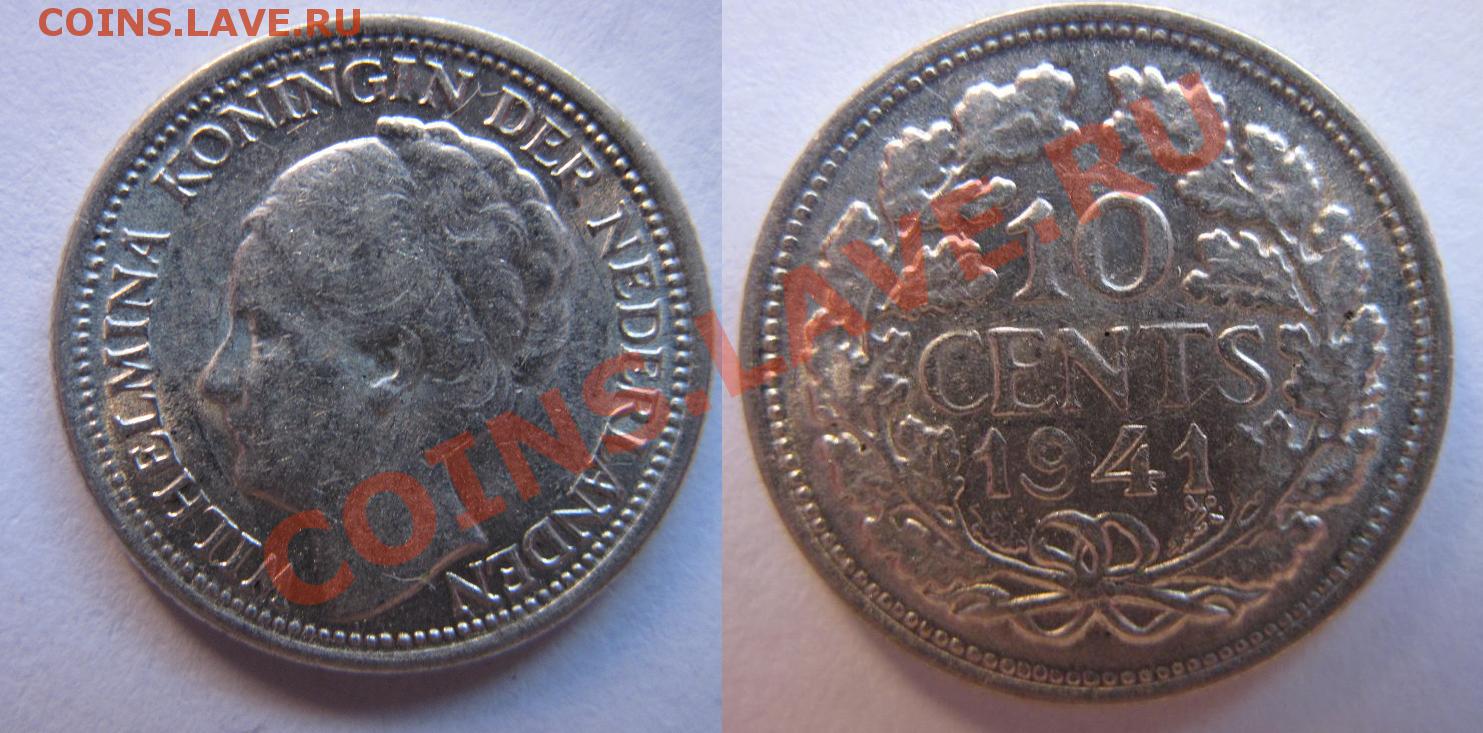 COINS.LAVE.RU
WILHELMINA KONINGIN DER NEDERLANDEN
10
CENTS
1941
COINS.LAVE.RU